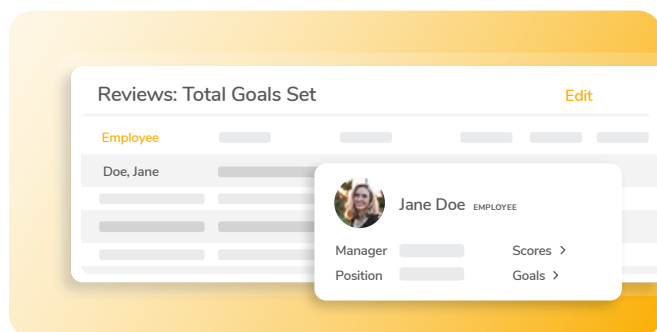 Reviews: Total Goals Set
Edit
Employee
Doe, Jane
Jane Doe EMPLOYEE
Manager
Scores >
Position
Goals >